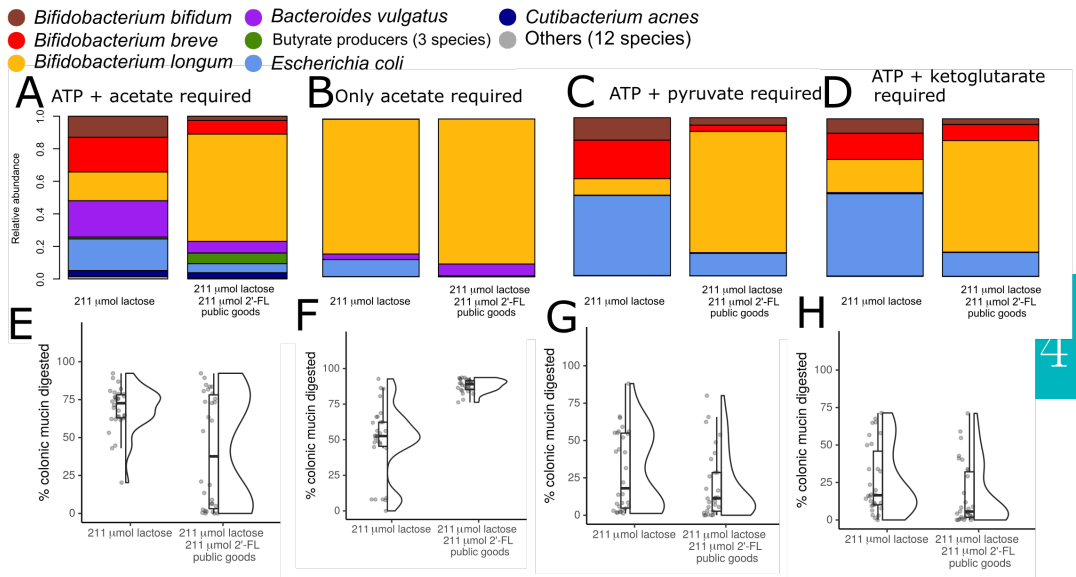 Bifidobacterium bifidum
Bacteroides vulgatus
Cutibacterium acnes
Bifidobacterium breve
Butyrate producers (3 species)
Others (12 species)
Bifidobacterium longum
Escherichia coli
A
ATP + acetate required
B
Only acetate required
C
ATP + pyruvate required
D
ATP + ketoglutarate
required
Relative abundance
1.0
0.8
0.6
0.4
0.2
0.0
211 µmol lactose
211 µmol lactose
211 µmol 2'-FL
public goods
211 µmol lactose
211 µmol lactose
211 µmol 2'-FL
public goods
211 µmol lactose
211 µmol lactose
211 µmol 2'-FL
public goods
211 µmol lactose
211 µmol lactose
211 µmol 2'-FL
public goods
E
% colonic mucin digested
100
75
50
25
0
211 µmol lactose
211 µmol lactose
211 µmol 2'-FL
public goods
F
% colonic mucin digested
100
75
50
25
0
211 µmol lactose
211 µmol lactose
211 µmol 2'-FL
public goods
G
% colonic mucin digested
100
75
50
25
0
211 µmol lactose
211 µmol lactose
211 µmol 2'-FL
public goods
H
% colonic mucin digested
100
75
50
25
0
211 µmol lactose
211 µmol lactose
211 µmol 2'-FL
public goods
4